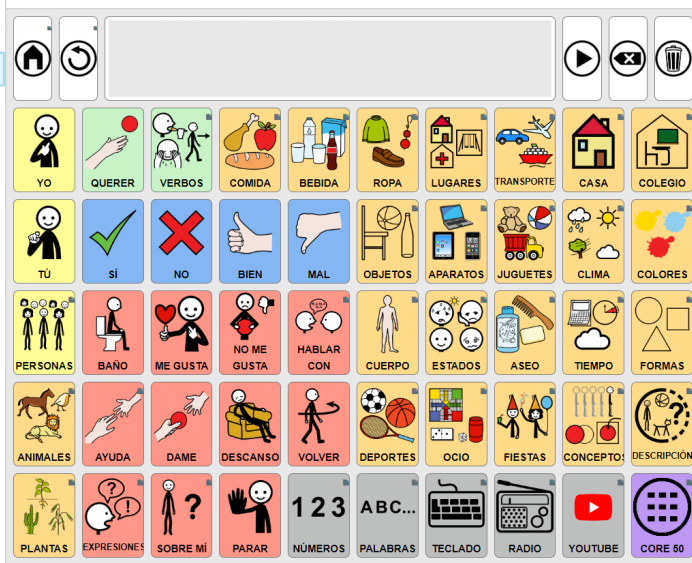 YO
QUERER
VERBOS
COMIDA
BEBIDA
ROPA
LUGARES
TRANSPORTE
CASA
COLEGIO
TÚ
SÍ
NO
BIEN
MAL
OBJETOS
APARATOS
JUGUETES
CLIMA
COLORES
PERSONAS
BAÑO
ME GUSTA
NO ME
GUSTA
HABLAR
CON
CUERPO
ESTADOS
ASEO
TIEMPO
FORMAS
ANIMALES
AYUDA
DAME
DESCANSO
VOLVER
DEPORTES
OCIO
FIESTAS
CONCEPTOS
DESCRIPCIÓN
PLANTAS
EXPRESIONES
SOBRE MÍ
PARAR
1 2 3
NÚMEROS
ABC...
PALABRAS
TECLADO
RADIO
YOUTUBE
CORE 50